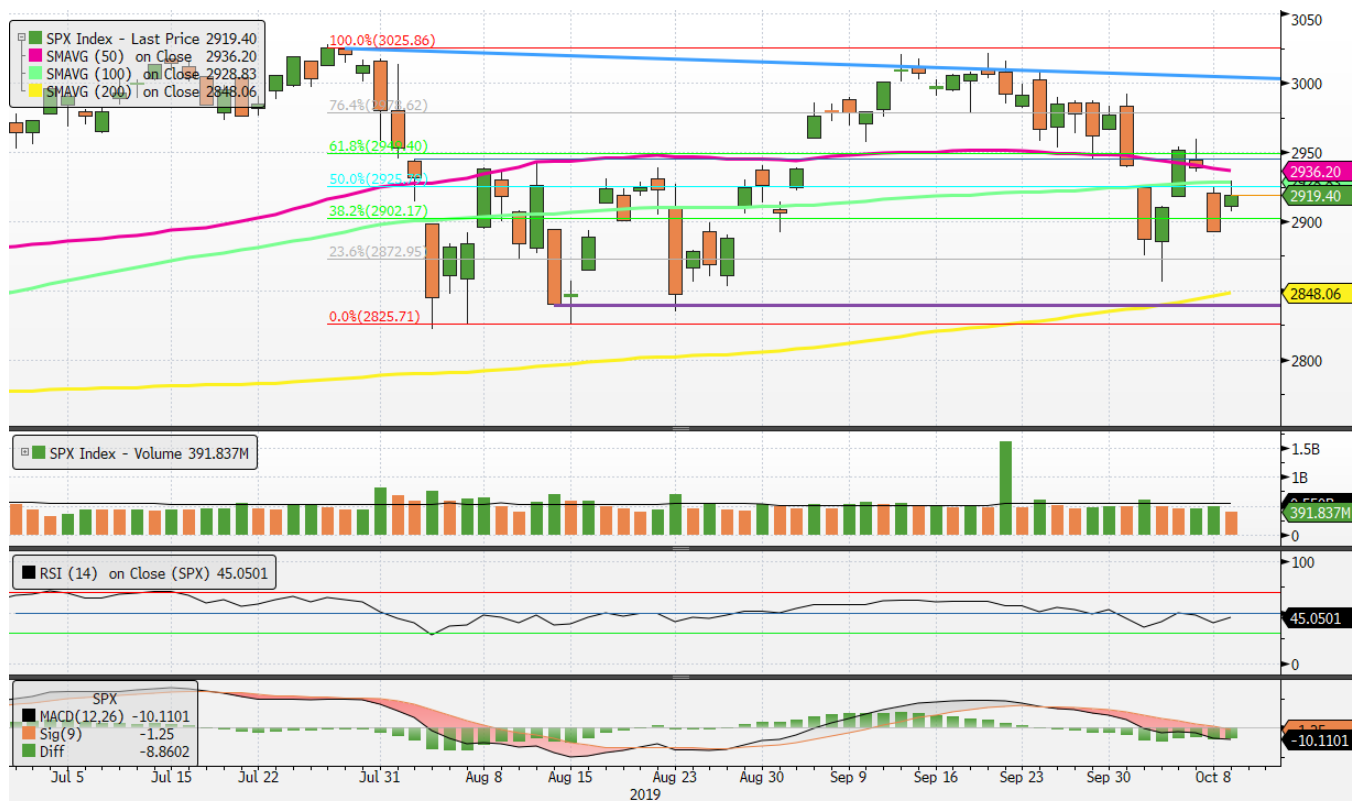 SPX Index - Last Price 2919.40
SMAVG (50) on Close 2936.20
SMAVG (100) on Close 2928.83
SMAVG (200) on Close 2848.06
100.0%(3025.86)
76.4%(2978.62)
61.8%(2949.40)
50.0%(2925.
38.2%(2902.17)
23.6%(2872.95)
0.0%(2825.71)
3050
3000
2950
2936.20
2919.40
2900
2848.06
2800
SPX Index - Volume 391.837M
1.5B
1B
391.837M
0
RSI (14) on Close (SPX) 45.0501
100
45.0501
0
SPX
MACD(12,26) -10.1101
Sig(9) -1.25
Diff -8.8602
-10.1101
Jul 5
Jul 15
Jul 22
Jul 31
Aug 8
Aug 15
Aug 23
Aug 30
Sep 9
Sep 16
Sep 23
Sep 30
Oct 8
2019